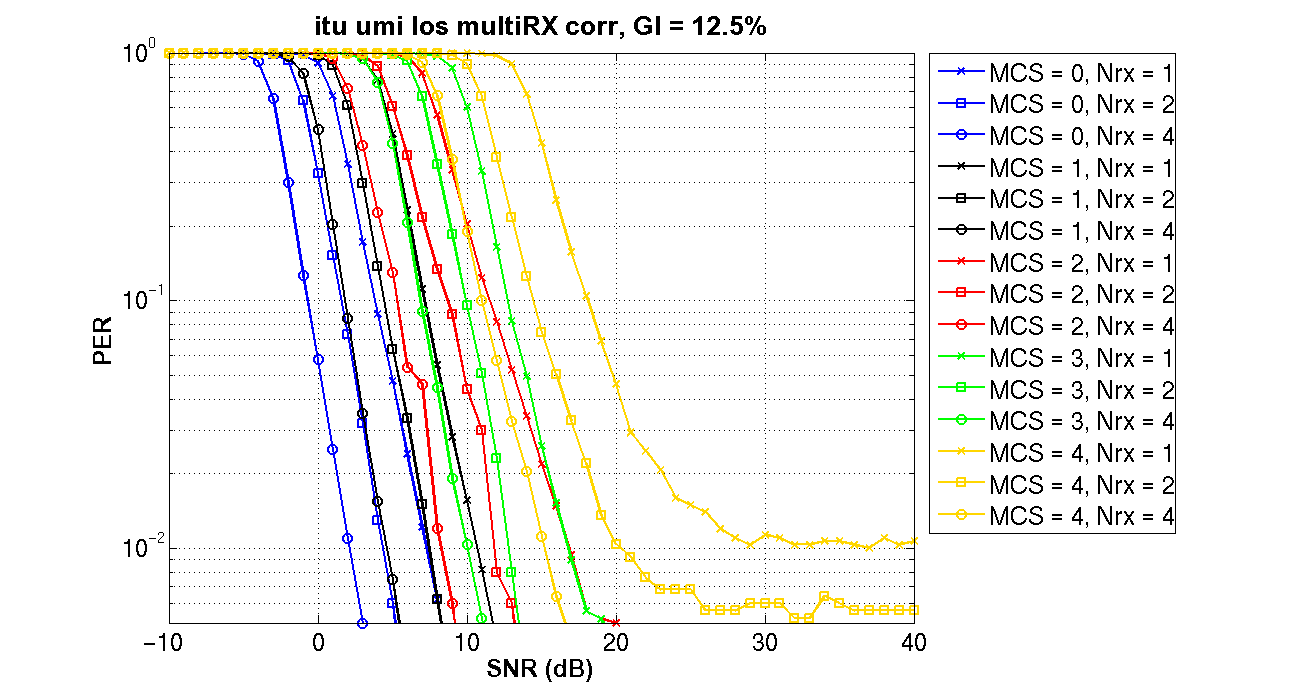 itu umi los multiRX corr, GI = 12.5%
10^0
10^-1
10^-2
PER
−10
0
10
20
30
40
SNR (dB)
MCS = 0, Nrx = 1
MCS = 0, Nrx = 2
MCS = 0, Nrx = 4
MCS = 1, Nrx = 1
MCS = 1, Nrx = 2
MCS = 1, Nrx = 4
MCS = 2, Nrx = 1
MCS = 2, Nrx = 2
MCS = 2, Nrx = 4
MCS = 3, Nrx = 1
MCS = 3, Nrx = 2
MCS = 3, Nrx = 4
MCS = 4, Nrx = 1
MCS = 4, Nrx = 2
MCS = 4, Nrx = 4